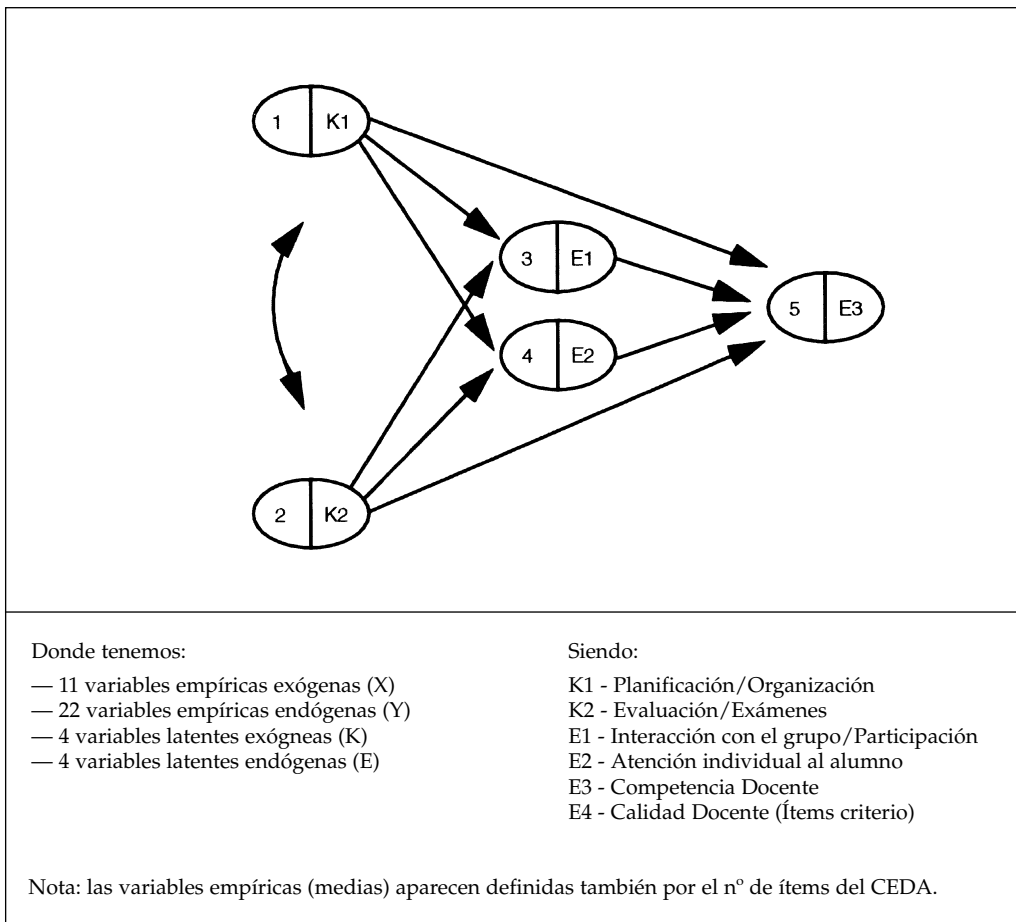 1 K1
3 E1
5 E3
4 E2
2 K2
Donde tenemos:
— 11 variables empíricas exógenas (X)
— 22 variables empíricas endógenas (Y)
— 4 variables latentes exógneas (K)
— 4 variables latentes endógenas (E)
Siendo:
K1 - Planificación/Organización
K2 - Evaluación/Exámenes
E1 - Interacción con el grupo/Participación
E2 - Atención individual al alumno
E3 - Competencia Docente
E4 - Calidad Docente (Ítems criterio)
Nota: las variables empíricas (medias) aparecen definidas también por el nº de ítems del CEDA.